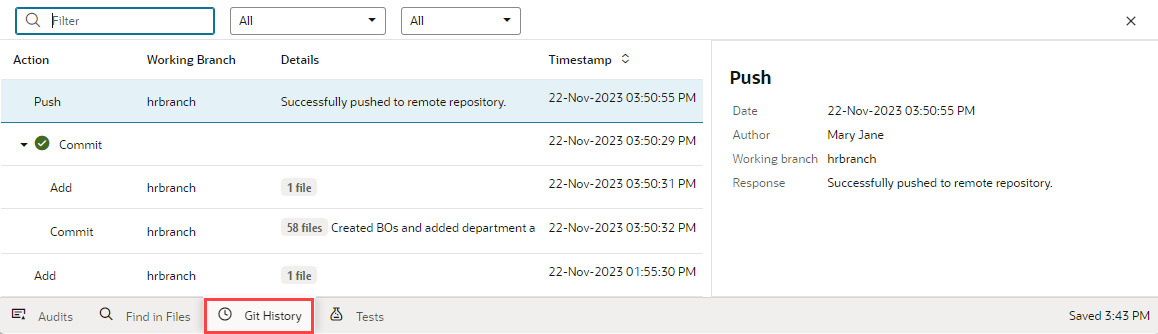 Filter All All
Action Working Branch Details Timestamp
Push hrbranch Successfully pushed to remote repository. 22-Nov-2023 03:50:55 PM
Commit 22-Nov-2023 03:50:29 PM
Add hrbranch 1 file 22-Nov-2023 03:50:31 PM
Commit hrbranch 58 files Created BOs and added department a 22-Nov-2023 03:50:32 PM
Add hrbranch 1 file 22-Nov-2023 01:55:30 PM
Push
Date 22-Nov-2023 03:50:55 PM
Author Mary Jane
Working branch hrbranch
Response Successfully pushed to remote repository.
Audits Find in Files Git History Tests Saved 3:43 PM